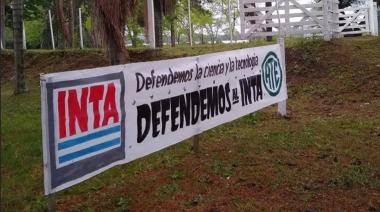 INTA
Defendemos la ciencia y la tecnología
DEFENDEMOS AL INTA
ATE